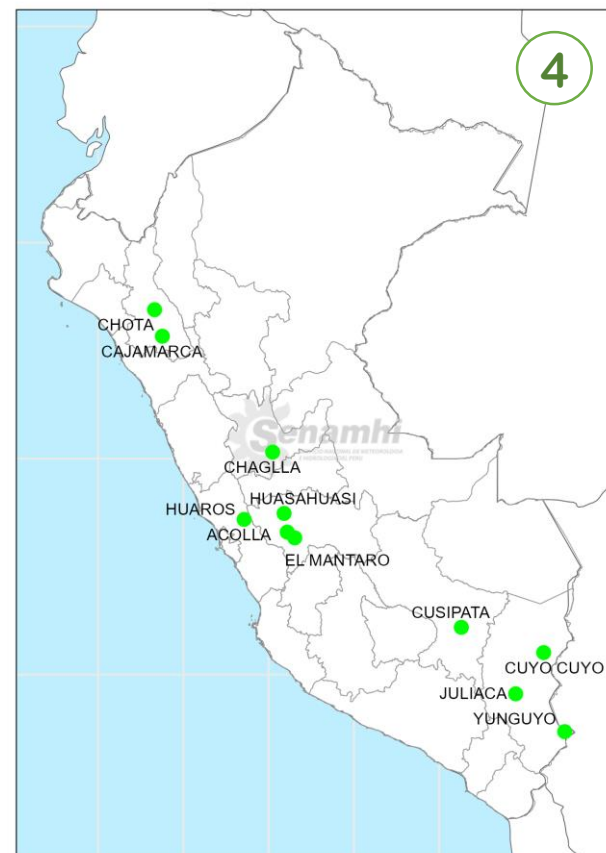 4
CHOTA
CAJAMARCA
Senamhi
CHAGLLA
HUASAHUASI
HUAROS
ACOLLA
EL MANTARO
CUSIPATA
CUYO CUYO
JULIACA
YUNGUYO